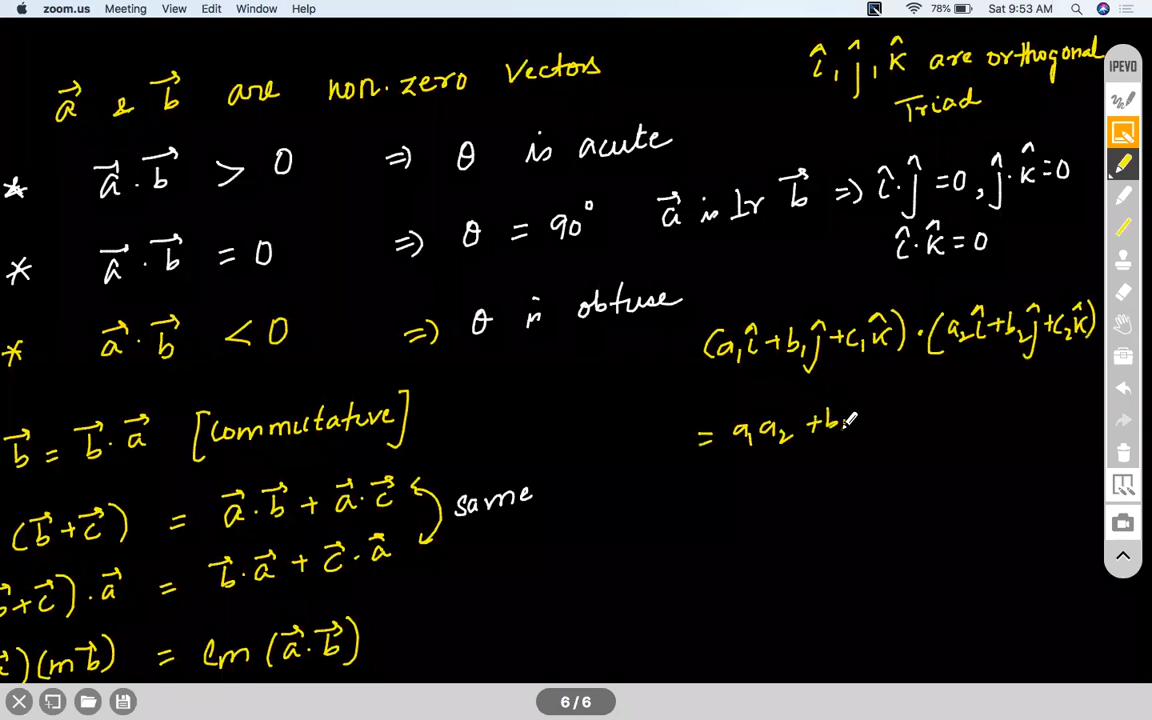 zoom.us Meeting View Edit Window Help 78% Sat 9:53 AM
a⃗ & b⃗ are non-zero vectors
î, ĵ, k̂ are orthogonal
Triad
* a⃗ . b⃗ > 0 ⇒ θ is acute
* a⃗ . b⃗ = 0 ⇒ θ = 90° a⃗ is ⊥r b⃗ ⇒ î . ĵ = 0, ĵ . k̂ = 0
î . k̂ = 0
* a⃗ . b⃗ < 0 ⇒ θ is obtuse
(a₁î + b₁ĵ + c₁k̂) . (a₂î + b₂ĵ + c₂k̂)
= a₁a₂ + b
b⃗ = b⃗ . a⃗ [commutative]
(b⃗ + c⃗) = a⃗ . b⃗ + a⃗ . c⃗
same
b⃗ + c⃗) . a⃗ = b⃗ . a⃗ + c⃗ . a⃗
a⃗) (m b⃗) = lm (a⃗ . b⃗)
IPEVO
6 / 6